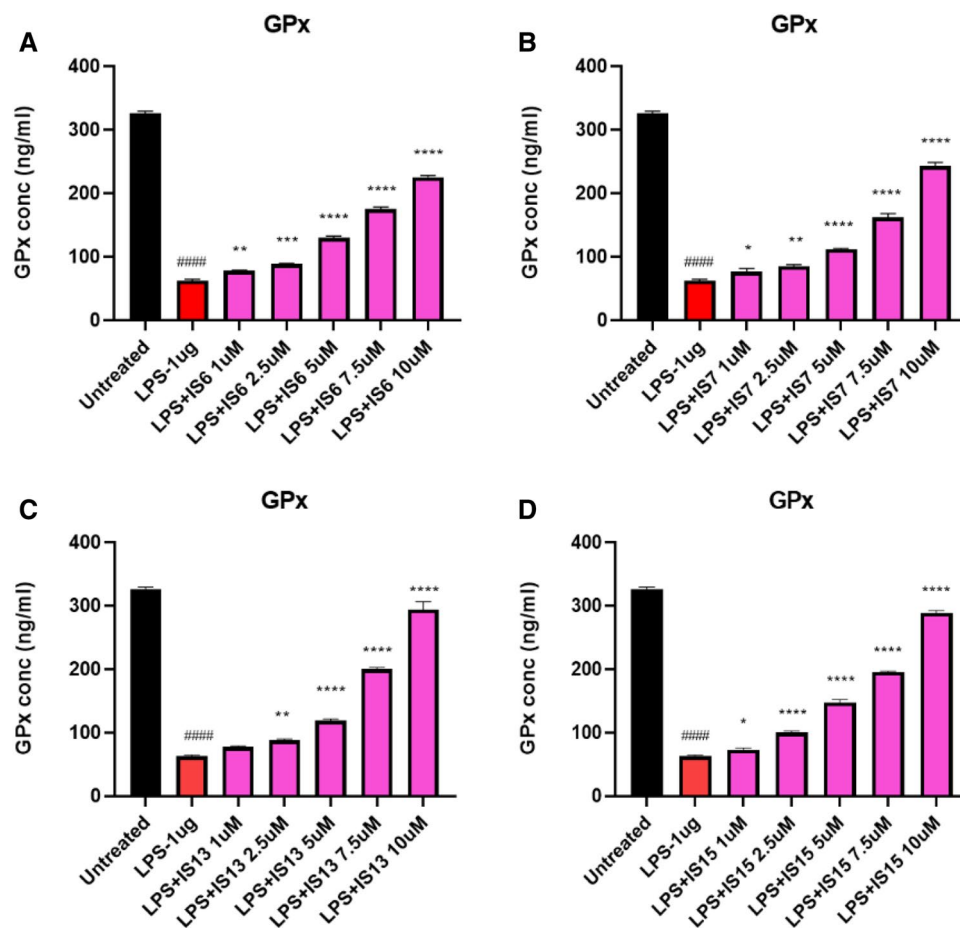 A
GPx
GPx conc (ng/ml)
400
300
200
100
0
####
**
***
****
****
****
Untreated
LPS-1ug
LPS+IS6 1uM
LPS+IS6 2.5uM
LPS+IS6 5uM
LPS+IS6 7.5uM
LPS+IS6 10uM
B
GPx
GPx conc (ng/ml)
400
300
200
100
0
####
*
**
****
****
****
Untreated
LPS-1ug
LPS+IS7 1uM
LPS+IS7 2.5uM
LPS+IS7 5uM
LPS+IS7 7.5uM
LPS+IS7 10uM
C
GPx
GPx conc (ng/ml)
400
300
200
100
0
####
**
****
****
****
Untreated
LPS-1ug
LPS+IS13 1uM
LPS+IS13 2.5uM
LPS+IS13 5uM
LPS+IS13 7.5uM
LPS+IS13 10uM
D
GPx
GPx conc (ng/ml)
400
300
200
100
0
####
*
****
****
****
****
Untreated
LPS-1ug
LPS+IS15 1uM
LPS+IS15 2.5uM
LPS+IS15 5uM
LPS+IS15 7.5uM
LPS+IS15 10uM